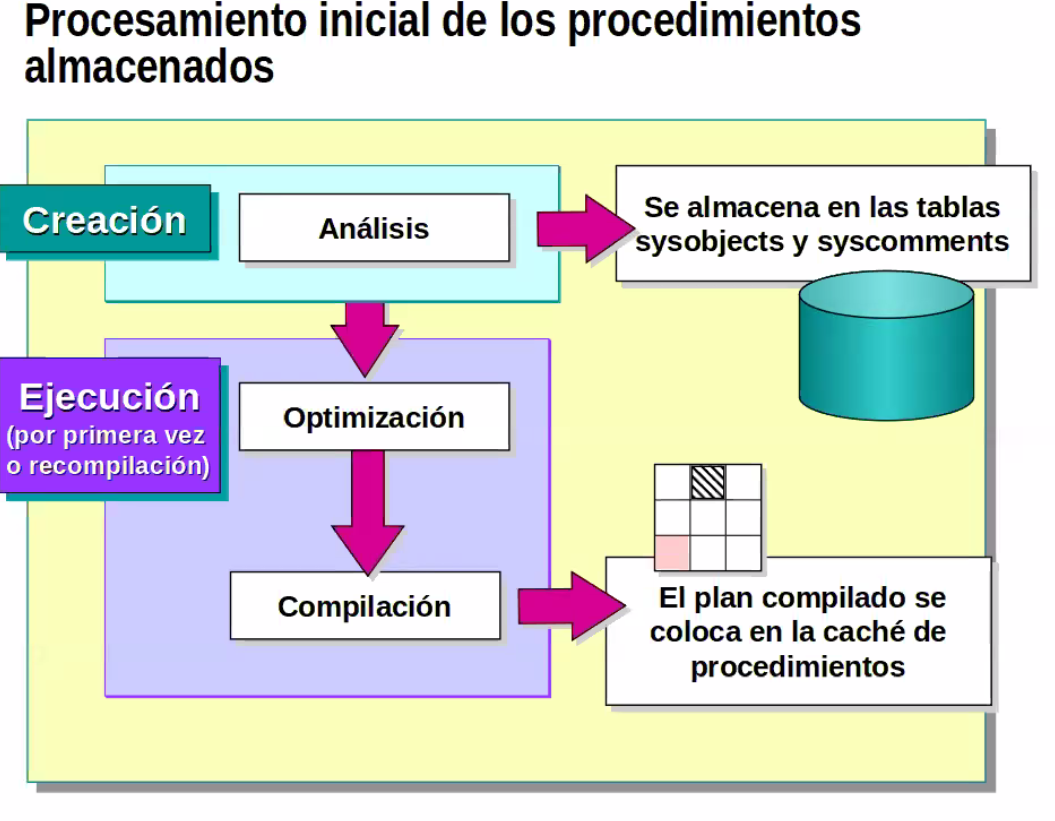 Procesamiento inicial de los procedimientos
almacenados
Creación
Análisis
Se almacena en las tablas
sysobjects y syscomments
Ejecución
(por primera vez
o recompilación)
Optimización
Compilación
El plan compilado se
coloca en la caché de
procedimientos